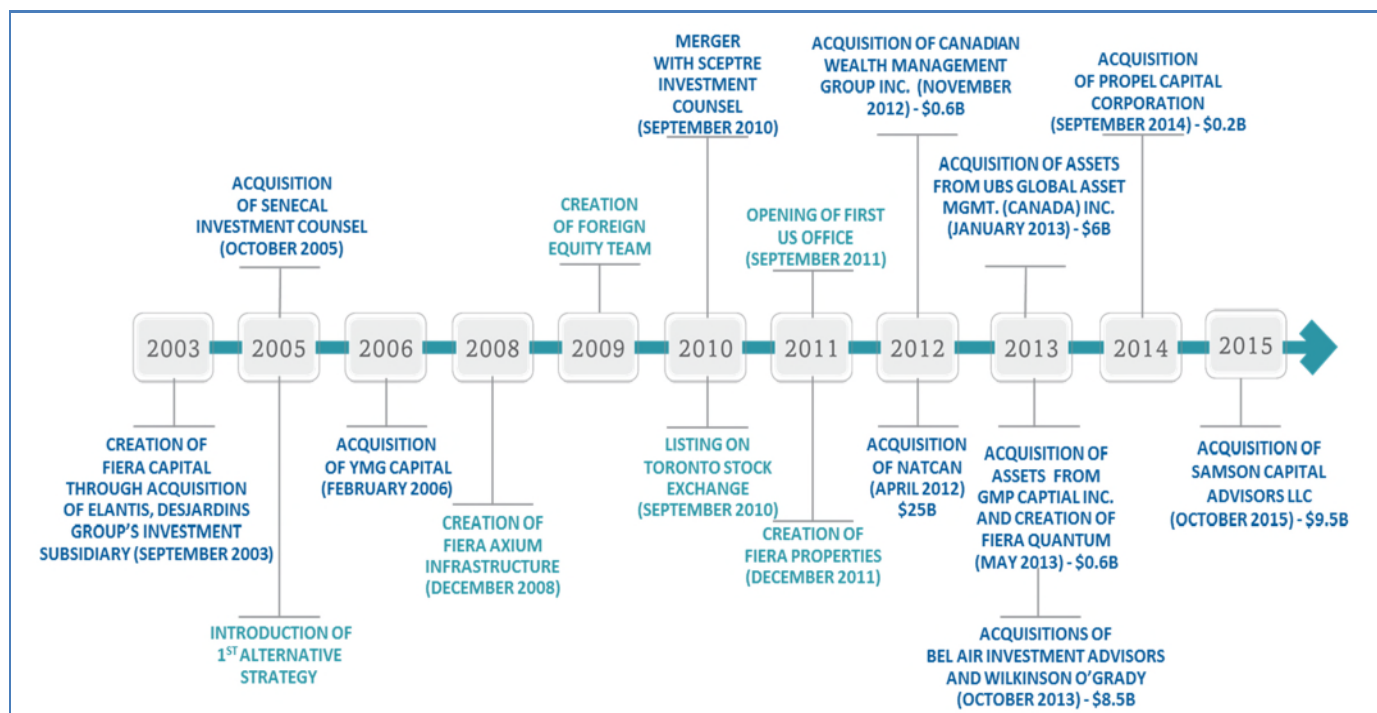 MERGER
WITH SCEPTRE
INVESTMENT
COUNSEL
(SEPTEMBER 2010)
ACQUISITION OF CANADIAN
WEALTH MANAGEMENT
GROUP INC. (NOVEMBER
2012) - $0.6B
ACQUISITION
OF PROPEL CAPITAL
CORPORATION
(SEPTEMBER 2014) - $0.2B
ACQUISITION
OF SENECAL
INVESTMENT COUNSEL
(OCTOBER 2005)
CREATION
OF FOREIGN
EQUITY TEAM
OPENING OF FIRST
US OFFICE
(SEPTEMBER 2011)
ACQUISITION OF ASSETS
FROM UBS GLOBAL ASSET
MGMT. (CANADA) INC.
(JANUARY 2013) - $6B
2003
2005
2006
2008
2009
2010
2011
2012
2013
2014
2015
CREATION OF
FIERA CAPITAL
THROUGH ACQUISITION
OF ELANTIS, DESJARDINS
GROUP'S INVESTMENT
SUBSIDIARY (SEPTEMBER 2003)
INTRODUCTION OF
1ST ALTERNATIVE
STRATEGY
ACQUISITION
OF YMG CAPITAL
(FEBRUARY 2006)
CREATION OF
FIERA AXIUM
INFRASTRUCTURE
(DECEMBER 2008)
LISTING ON
TORONTO STOCK
EXCHANGE
(SEPTEMBER 2010)
CREATION OF
FIERA PROPERTIES
(DECEMBER 2011)
ACQUISITION
OF NATCAN
(APRIL 2012)
$25B
ACQUISITION OF
ASSETS FROM
GMP CAPTIAL INC.
AND CREATION OF
FIERA QUANTUM
(MAY 2013) - $0.6B
ACQUISITIONS OF
BEL AIR INVESTMENT ADVISORS
AND WILKINSON O'GRADY
(OCTOBER 2013) - $8.5B
ACQUISITION OF
SAMSON CAPITAL
ADVISORS LLC
(OCTOBER 2015) - $9.5B